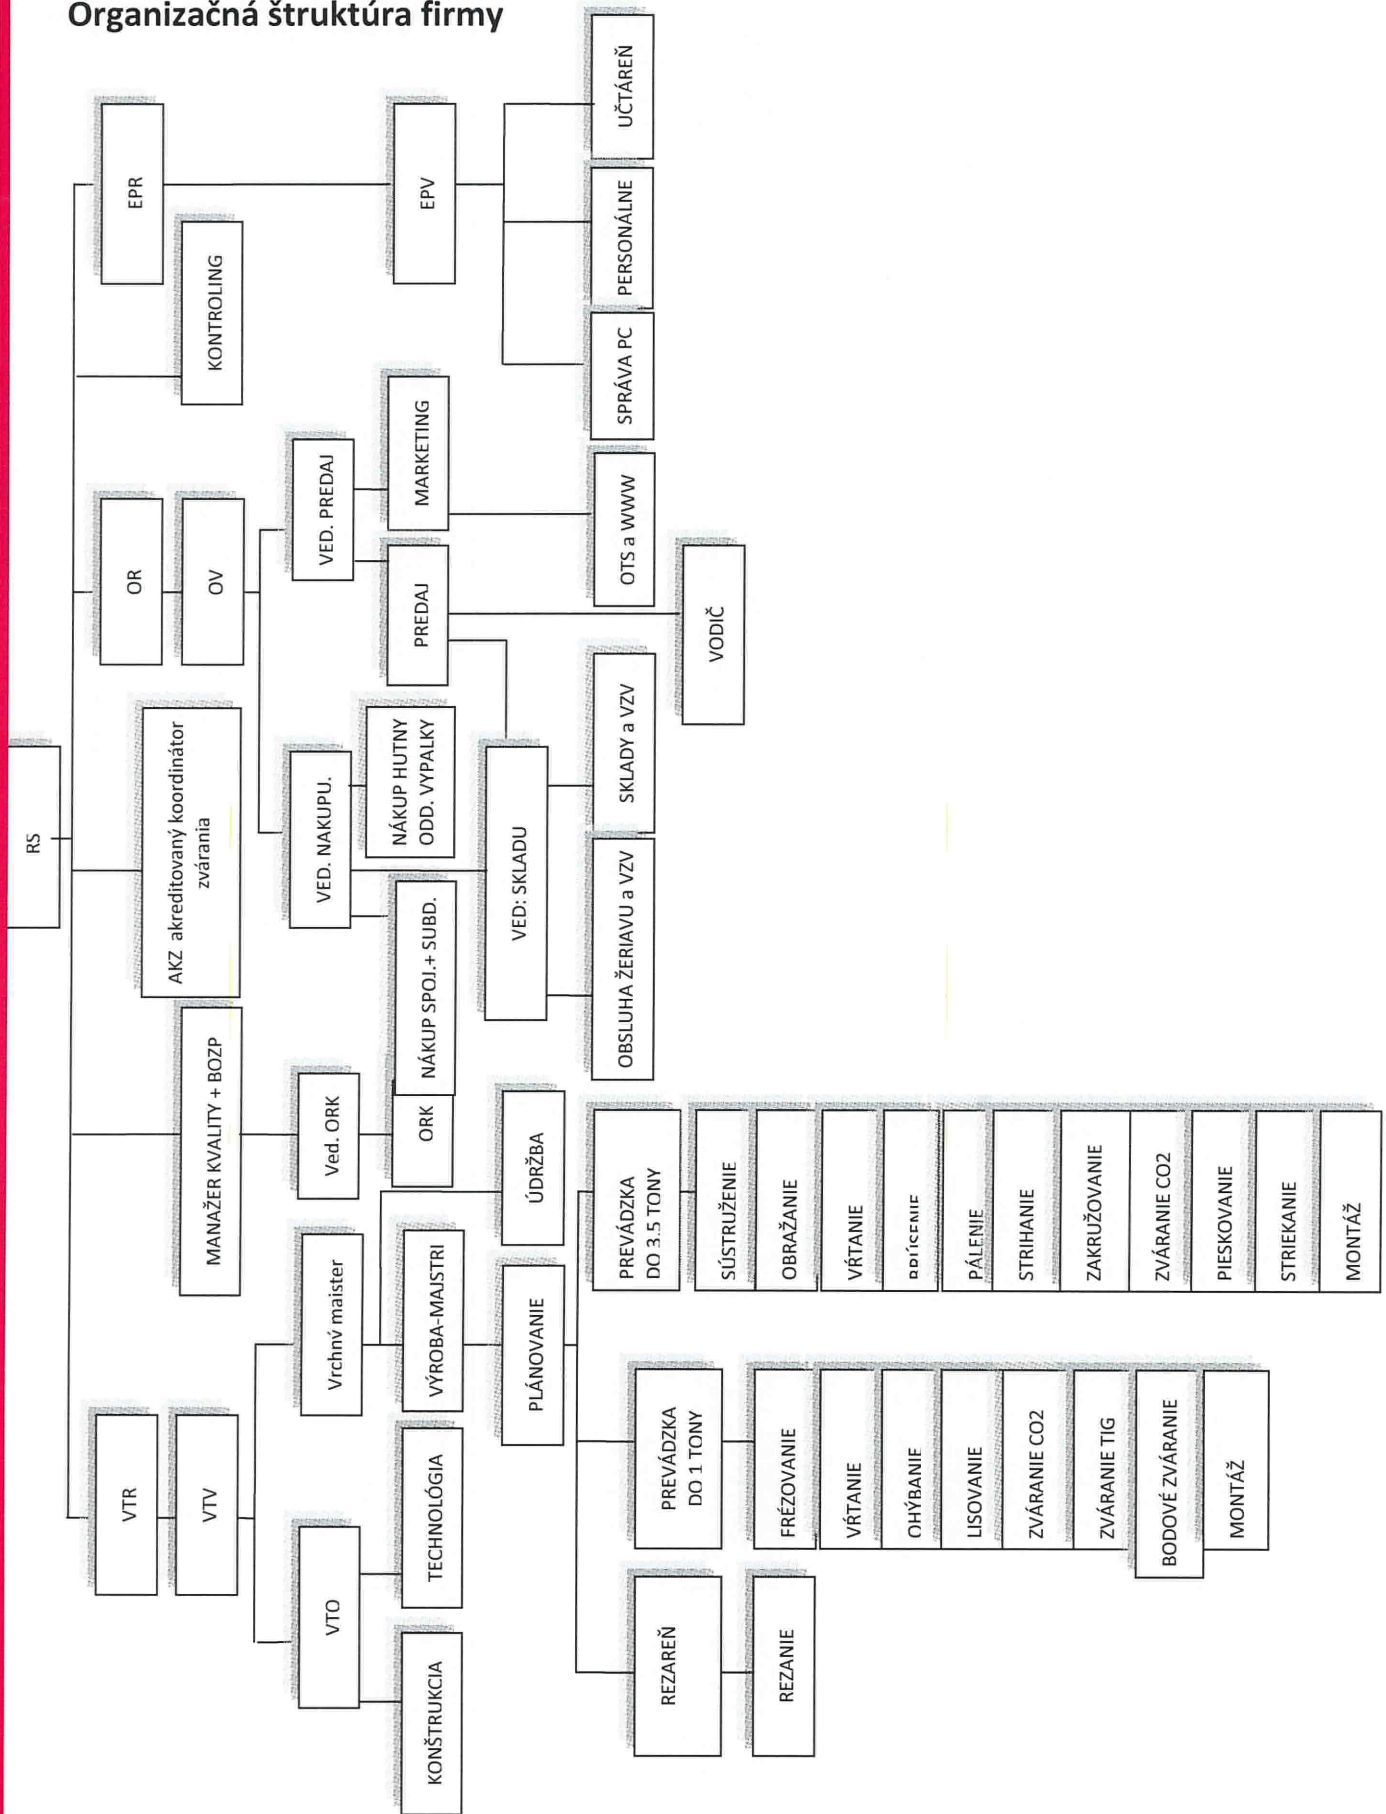 Organizačná štruktúra firmy
RS
VTR
OR
EPR
AKZ akreditovaný koordinátor
zvárania
VTV
MANAŽER KVALITY + BOZP
OV
KONTROLING
VTO
Vrchný maister
Ved. ORK
VED. NAKUPU.
VED. PREDAJ
KONŠTRUKCIA
TECHNOLÓGIA
VÝROBA-MAJSTRI
ORK
NÁKUP SPOJ.+ SUBD.
NÁKUP HUTNY
ODD. VYPALKY
PREDAJ
MARKETING
EPV
PLÁNOVANIE
ÚDRŽBA
VED: SKLADU
OBSLUHA ŽERIAVU a VZV
SKLADY a VZV
OTS a WWW
SPRÁVA PC
PERSONÁLNE
UČTÁREŇ
VODIČ
REZAREŇ
REZANIE
PREVÁDZKA
DO 1 TONY
FRÉZOVANIE
VŔTANIE
OHÝBANIE
LISOVANIE
ZVÁRANIE CO2
ZVÁRANIE TIG
BODOVÉ ZVÁRANIE
MONTÁŽ
PREVÁDZKA
DO 3.5 TONY
SÚSTRUŽENIE
OBRAŽANIE
VŔTANIE
PÁLENIE
STRIHANIE
ZAKRUŽOVANIE
ZVÁRANIE CO2
PIESKOVANIE
STRIEKANIE
MONTÁŽ